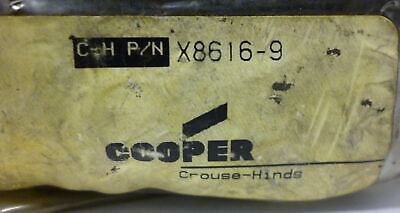 C-H P/N X8616-9
COOPER
Crouse-Hinds